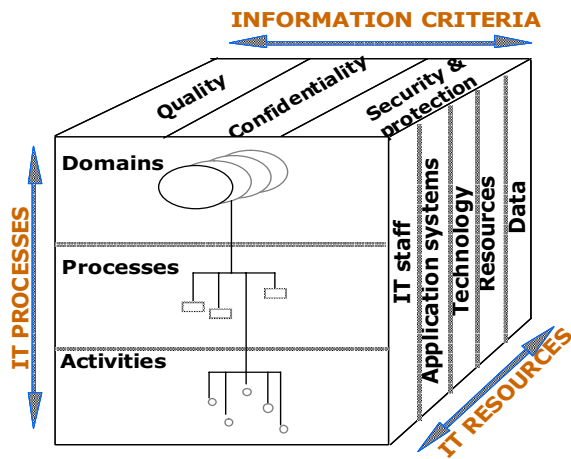 INFORMATION CRITERIA
Quality
Confidentiality
Security &
protection
IT PROCESSES
Domains
Processes
Activities
IT staff
Application systems
Technology
Resources
Data
IT RESOURCES